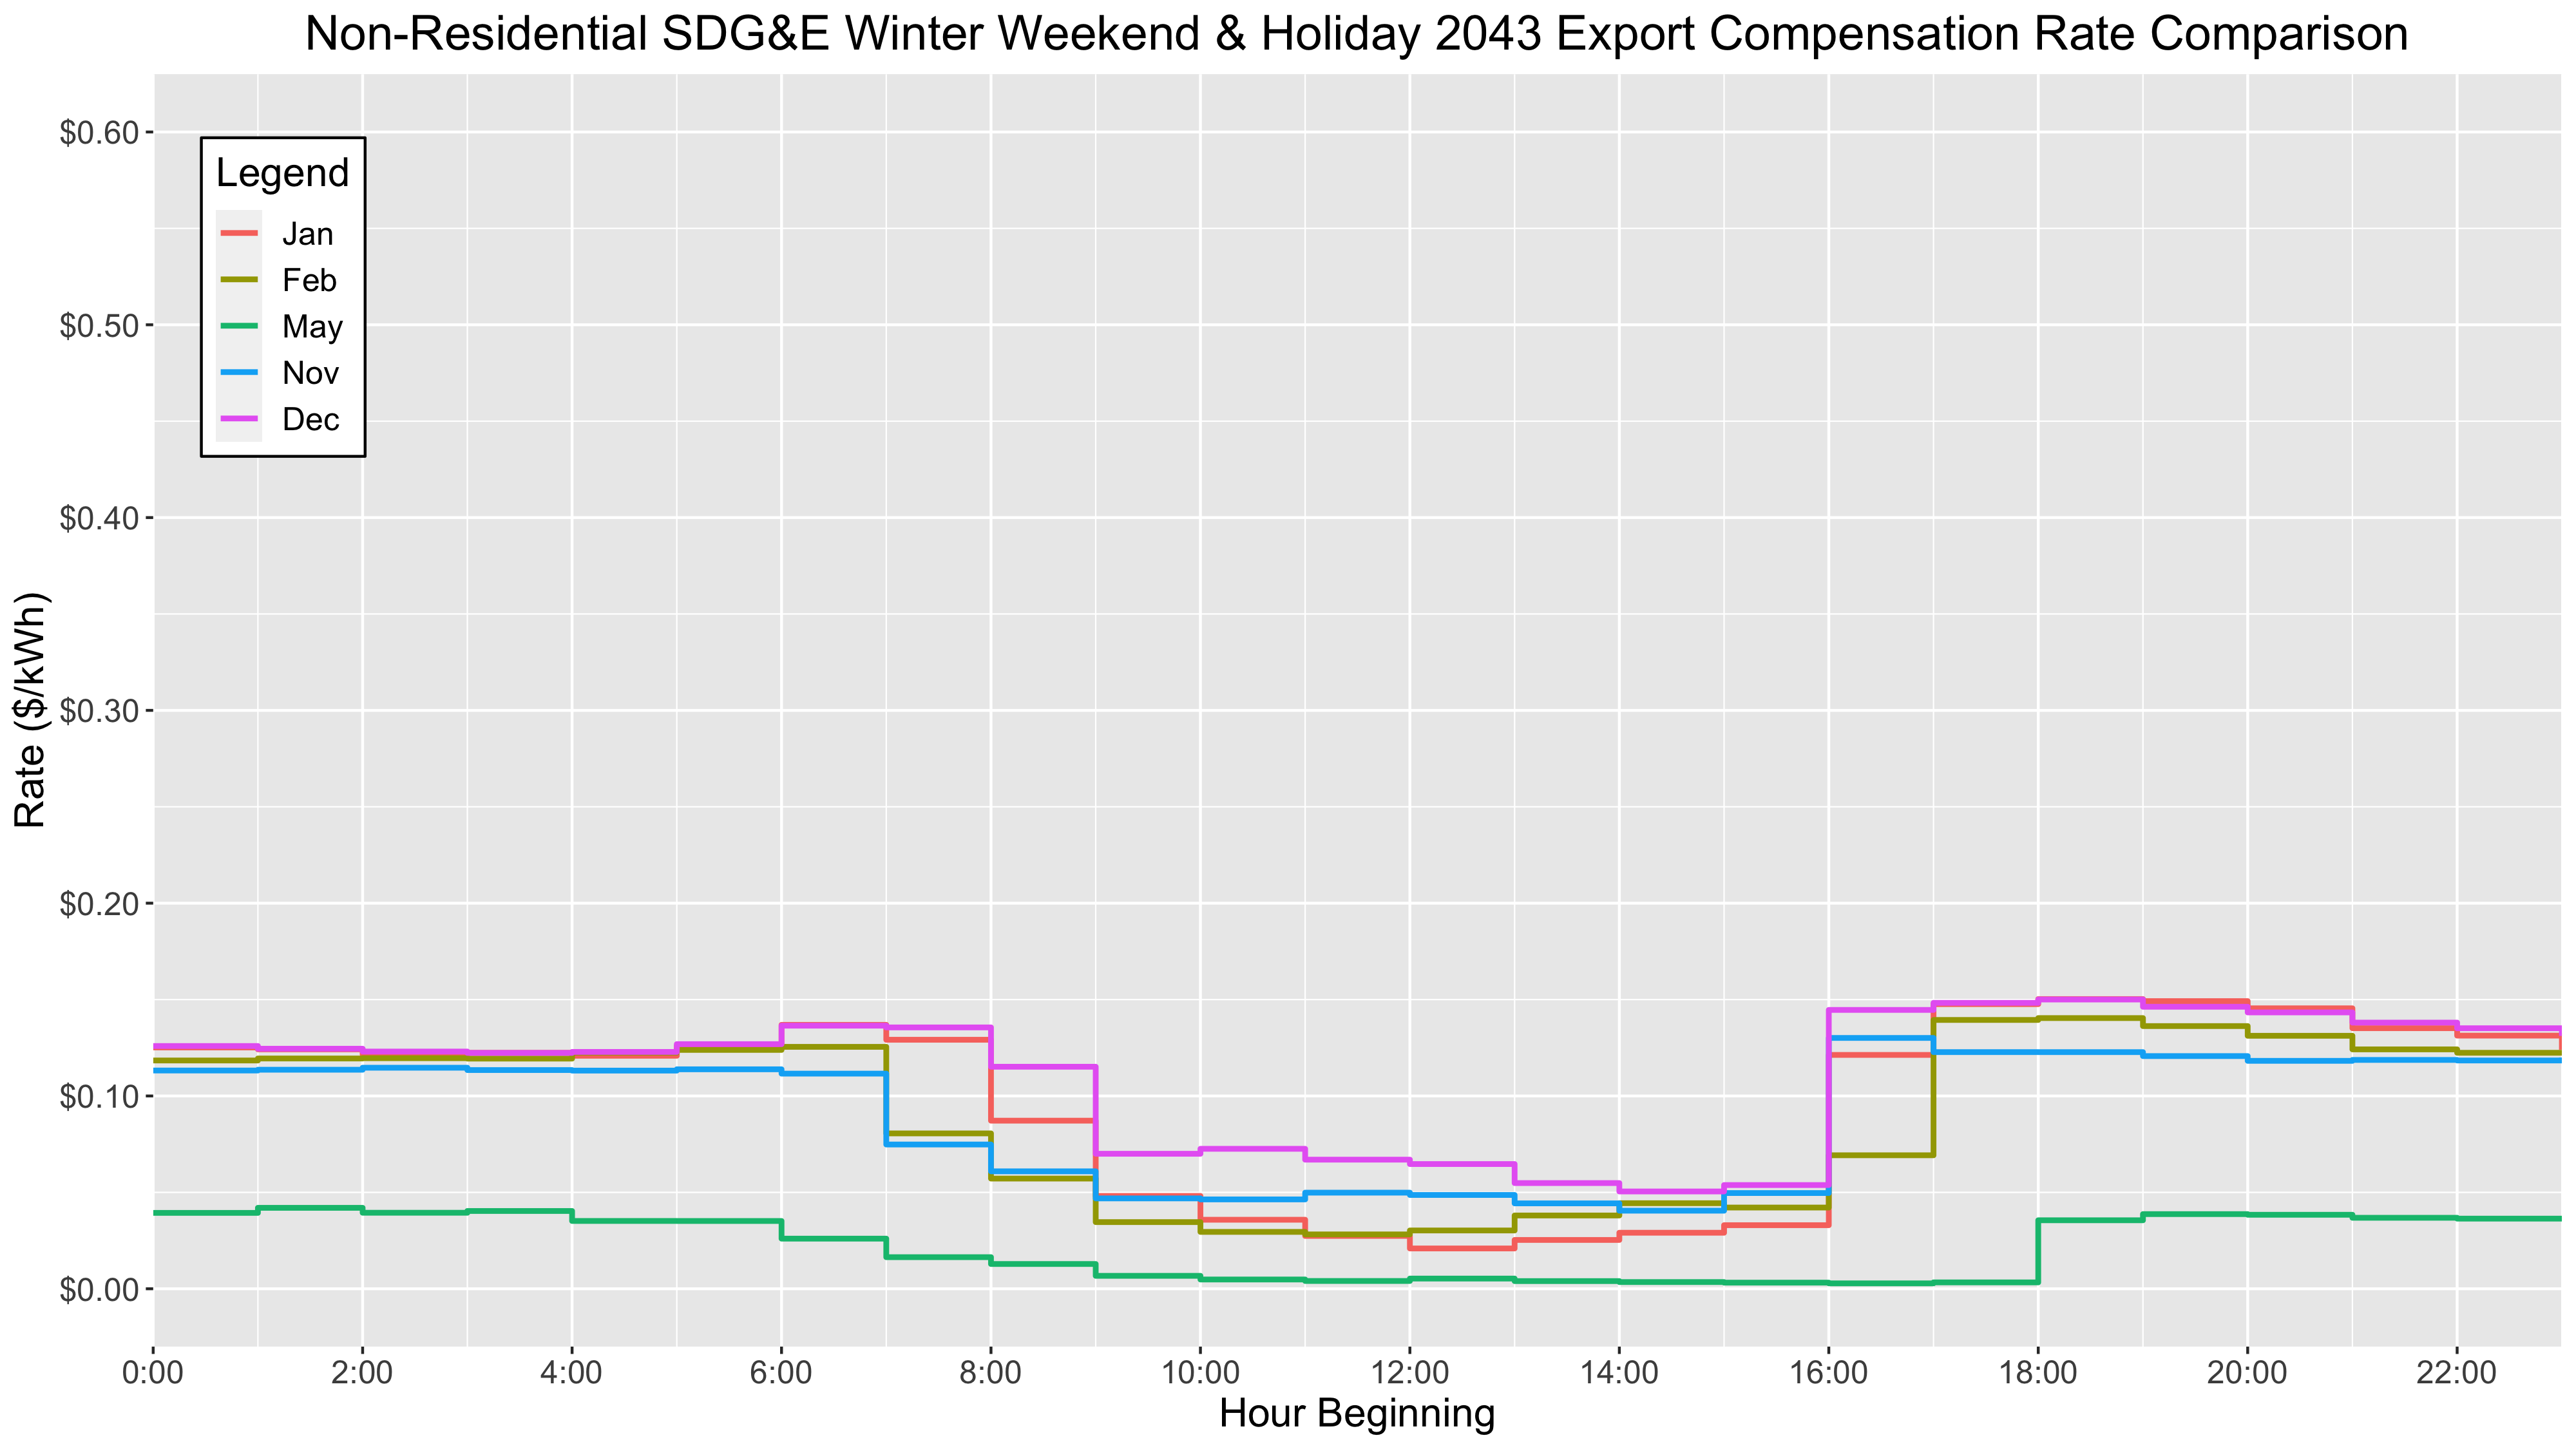 Non-Residential SDG&E Winter Weekend & Holiday 2043 Export Compensation Rate Comparison
Legend
Jan
Feb
May
Nov
Dec
Rate ($/kWh)
$0.60
$0.50
$0.40
$0.30
$0.20
$0.10
$0.00
0:00 2:00 4:00 6:00 8:00 10:00 12:00 14:00 16:00 18:00 20:00 22:00
Hour Beginning